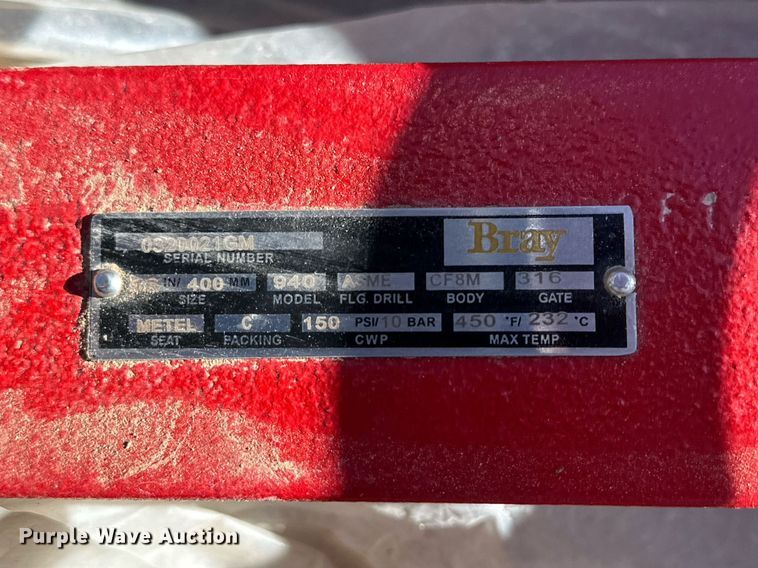 Bray
0320021GM
SERIAL NUMBER
IN/ 400 MM 940 ASME CF8M 316
SIZE MODEL FLG. DRILL BODY GATE
METEL C 150 PSI/10 BAR 450 °F/ 232 °C
SEAT PACKING CWP MAX TEMP
Purple Wave Auction